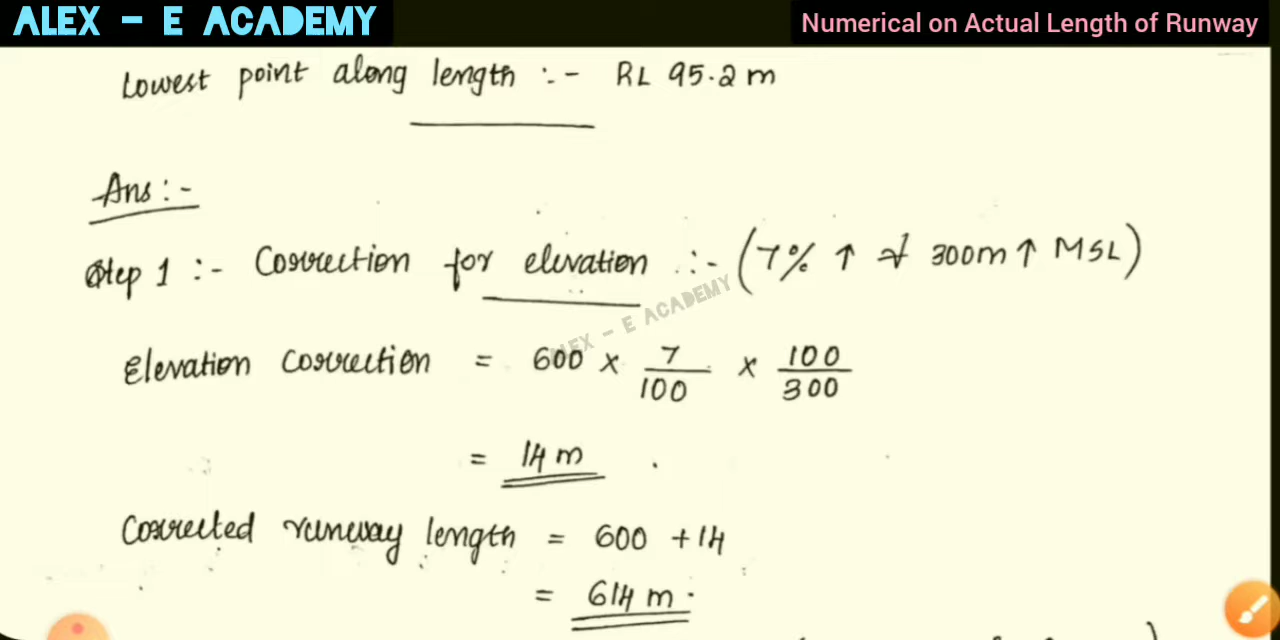 ALEX - E ACADEMY
Numerical on Actual Length of Runway
Lowest point along length :- RL 95.2 m
Ans :-
Step 1 :- Correction for elevation :- (7% ↑ 300m ↑ MSL)
ALEX - E ACADEMY
Elevation correction = 600 × 7/100 × 100/300
= 14 m
Corrected runway length = 600 + 14
= 614 m.